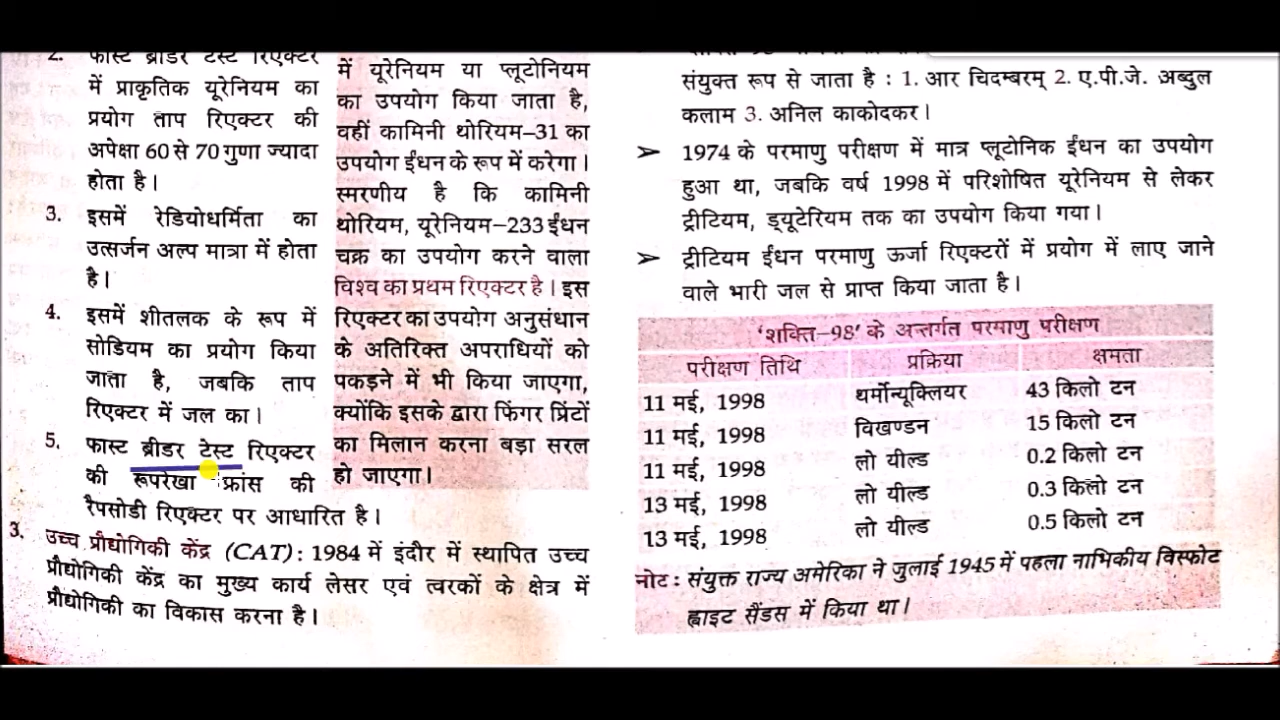 2. फास्ट ब्रीडर टेस्ट रिएक्टर
में प्राकृतिक यूरेनियम का
प्रयोग ताप रिएक्टर की
अपेक्षा 60 से 70 गुणा ज्यादा
होता है।
3. इसमें रेडियोधर्मिता का
उत्सर्जन अल्प मात्रा में होता
है।
4. इसमें शीतलक के रूप में
सोडियम का प्रयोग किया
जाता है, जबकि ताप
रिएक्टर में जल का।
5. फास्ट ब्रीडर टेस्ट रिएक्टर
की रूपरेखा फ्रांस की
रैपसोडी रिएक्टर पर आधारित है।
में यूरेनियम या प्लूटोनियम
का उपयोग किया जाता है,
वहीं कामिनी थोरियम-31 का
उपयोग ईंधन के रूप में करेगा।
स्मरणीय है कि कामिनी
थोरियम, यूरेनियम-233 ईंधन
चक्र का उपयोग करने वाला
विश्व का प्रथम रिएक्टर है। इस
रिएक्टर का उपयोग अनुसंधान
के अतिरिक्त अपराधियों को
पकड़ने में भी किया जाएगा,
क्योंकि इसके द्वारा फिंगर प्रिटों
का मिलान करना बड़ा सरल
हो जाएगा।
3. उच्च प्रौद्योगिकी केंद्र (CAT) : 1984 में इंदौर में स्थापित उच्च
प्रौद्योगिकी केंद्र का मुख्य कार्य लेसर एवं त्वरकों के क्षेत्र में
प्रौद्योगिकी का विकास करना है।
संयुक्त रूप से जाता है : 1. आर चिदम्बरम् 2. ए.पी.जे. अब्दुल
कलाम 3. अनिल काकोदकर।
➢ 1974 के परमाणु परीक्षण में मात्र प्लूटोनिक ईंधन का उपयोग
हुआ था, जबकि वर्ष 1998 में परिशोषित यूरेनियम से लेकर
ट्रीटियम, ड्यूटेरियम तक का उपयोग किया गया।
➢ ट्रीटियम ईंधन परमाणु ऊर्जा रिएक्टरों में प्रयोग में लाए जाने
वाले भारी जल से प्राप्त किया जाता है।
'शक्ति-98' के अन्तर्गत परमाणु परीक्षण
परीक्षण तिथि प्रक्रिया क्षमता
11 मई, 1998 थर्मोन्यूक्लियर 43 किलो टन
11 मई, 1998 विखण्डन 15 किलो टन
11 मई, 1998 लो यील्ड 0.2 किलो टन
13 मई, 1998 लो यील्ड 0.3 किलो टन
13 मई, 1998 लो यील्ड 0.5 किलो टन
नोट : संयुक्त राज्य अमेरिका ने जुलाई 1945 में पहला नाभिकीय विस्फोट
ह्वाइट सैंडस में किया था।